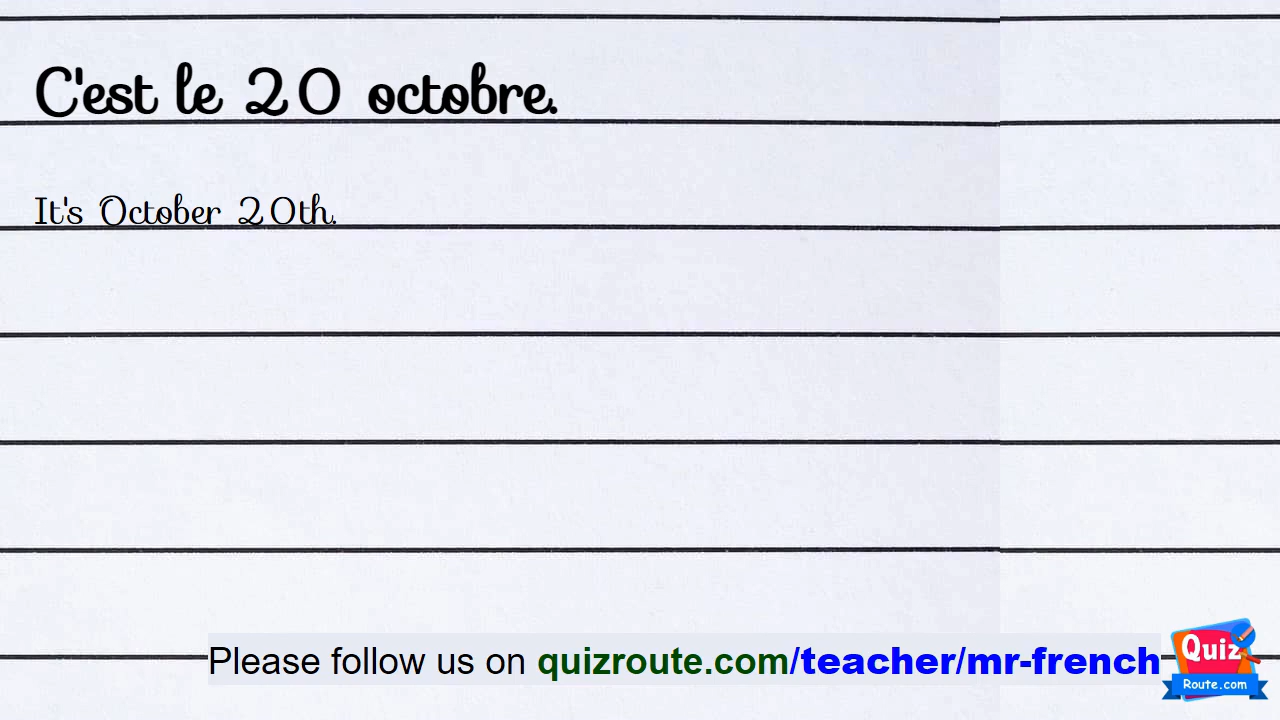 C'est le 20 octobre.
It's October 20th.
Please follow us on quizroute.com/teacher/mr-french
Quiz
Route.com